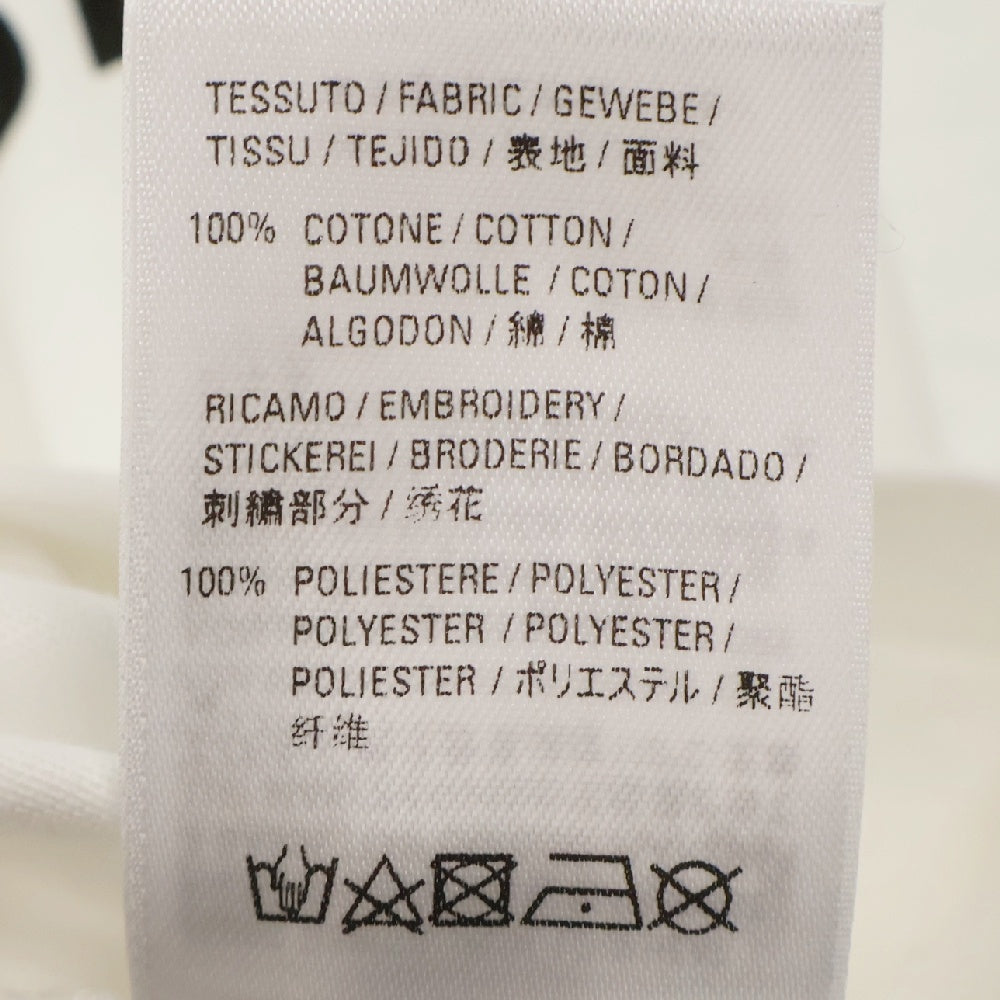 TESSUTO / FABRIC / GEWEBE /
TISSU / TEJIDO / 表地 / 面料
100% COTONE / COTTON /
BAUMWOLLE / COTON /
ALGODON / 綿 / 棉
RICAMO / EMBROIDERY /
STICKEREI / BRODERIE / BORDADO /
刺繍部分 / 绣花
100% POLIESTERE / POLYESTER /
POLYESTER / POLYESTER /
POLIESTER / ポリエステル / 聚酯
纤维